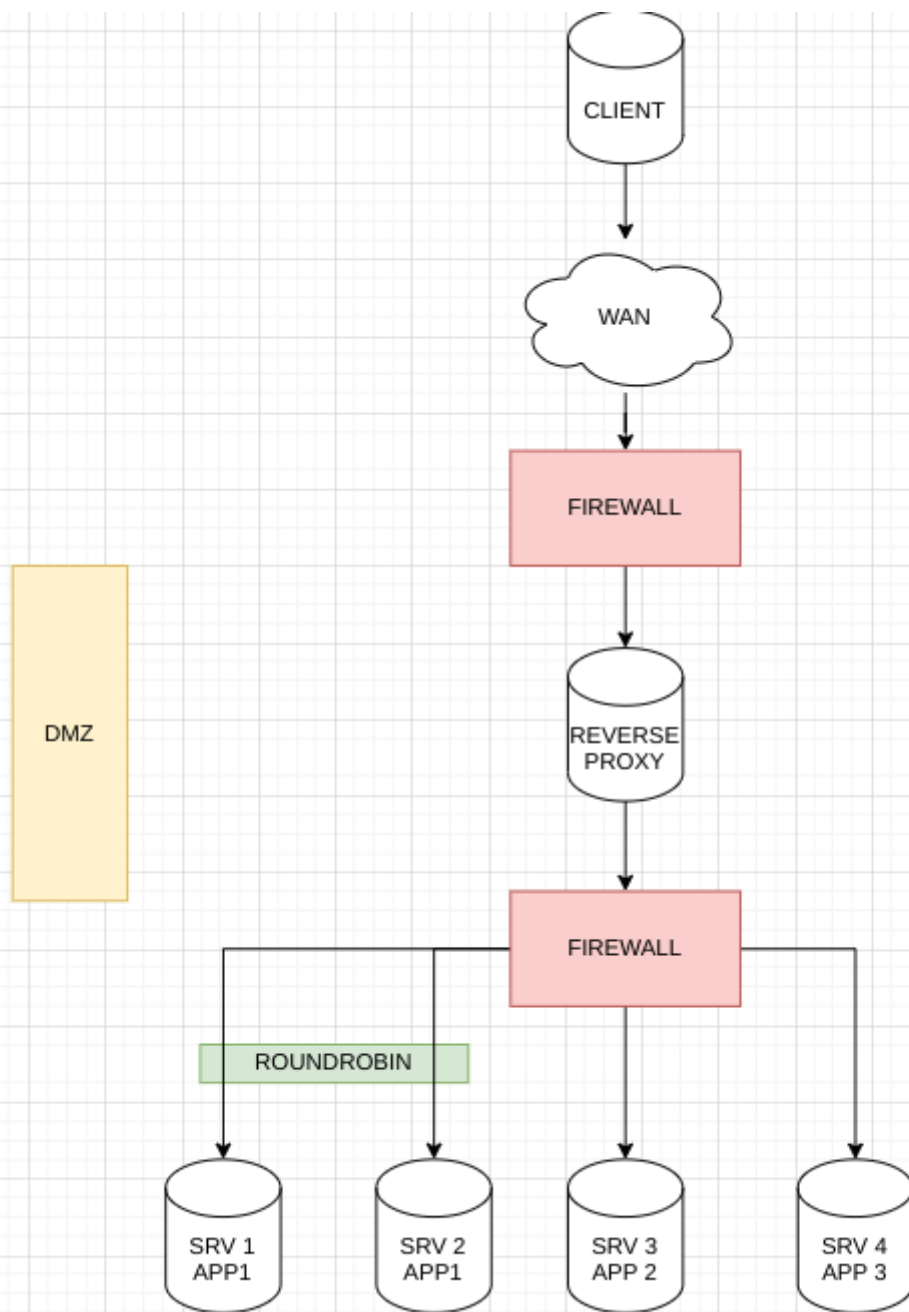 CLIENT
WAN
FIREWALL
DMZ
REVERSE
PROXY
FIREWALL
ROUNDROBIN
SRV 1
APP1
SRV 2
APP1
SRV 3
APP 2
SRV 4
APP 3